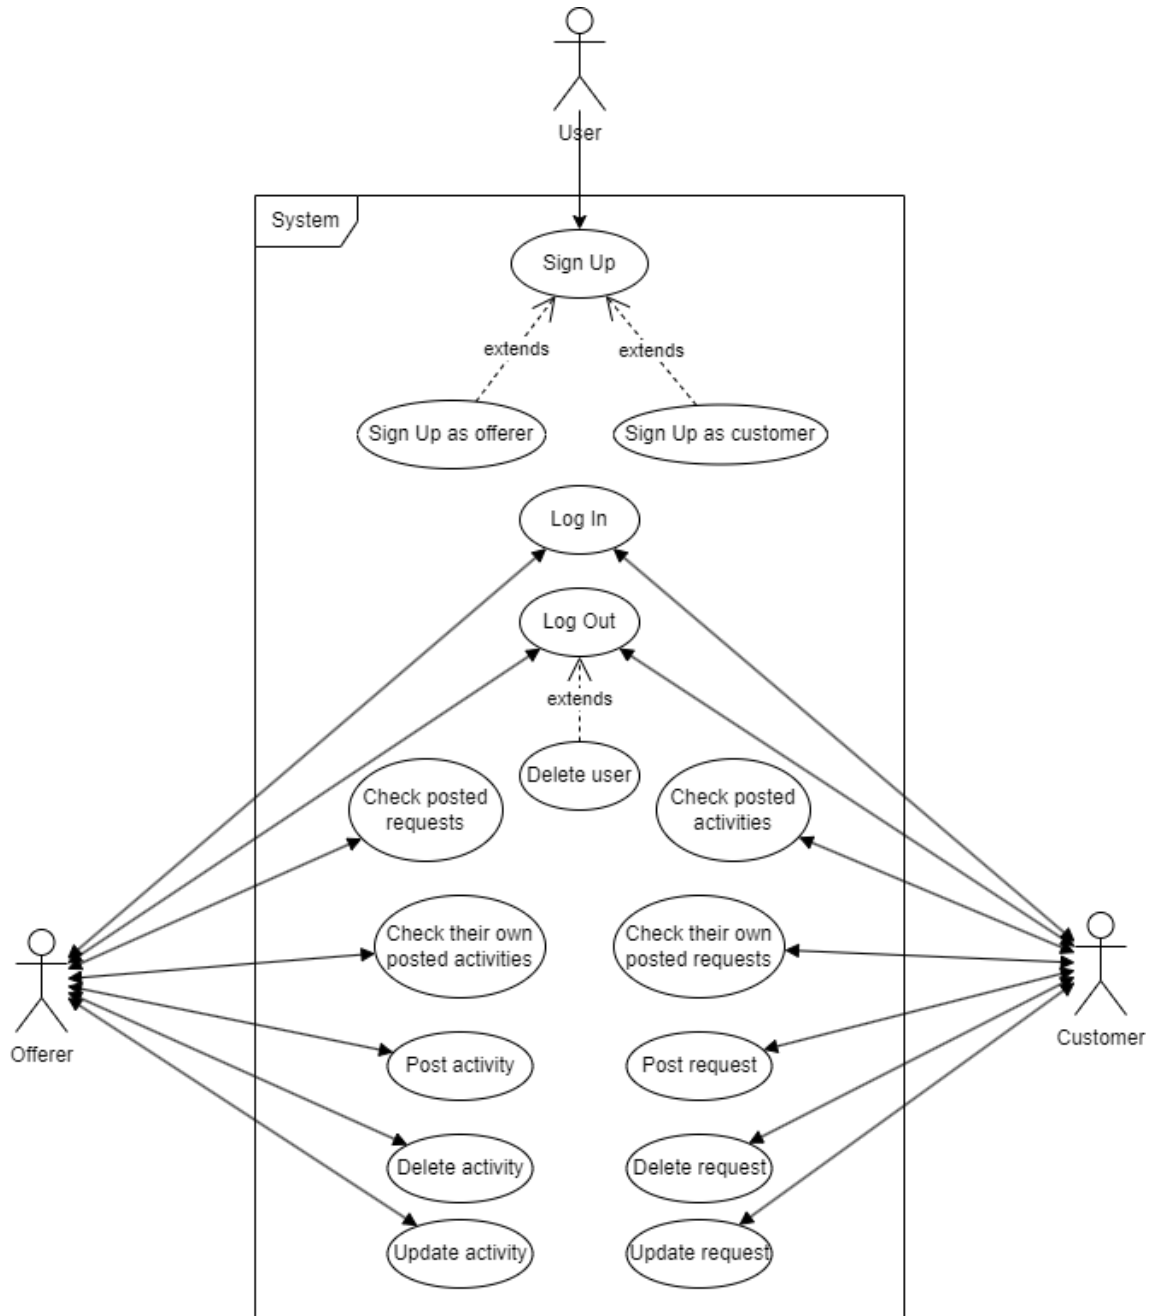 User
System
Sign Up
extends
extends
Sign Up as offerer
Sign Up as customer
Log In
Log Out
extends
Delete user
Check posted
requests
Check posted
activities
Check their own
posted activities
Check their own
posted requests
Offerer
Customer
Post activity
Post request
Delete activity
Delete request
Update activity
Update request